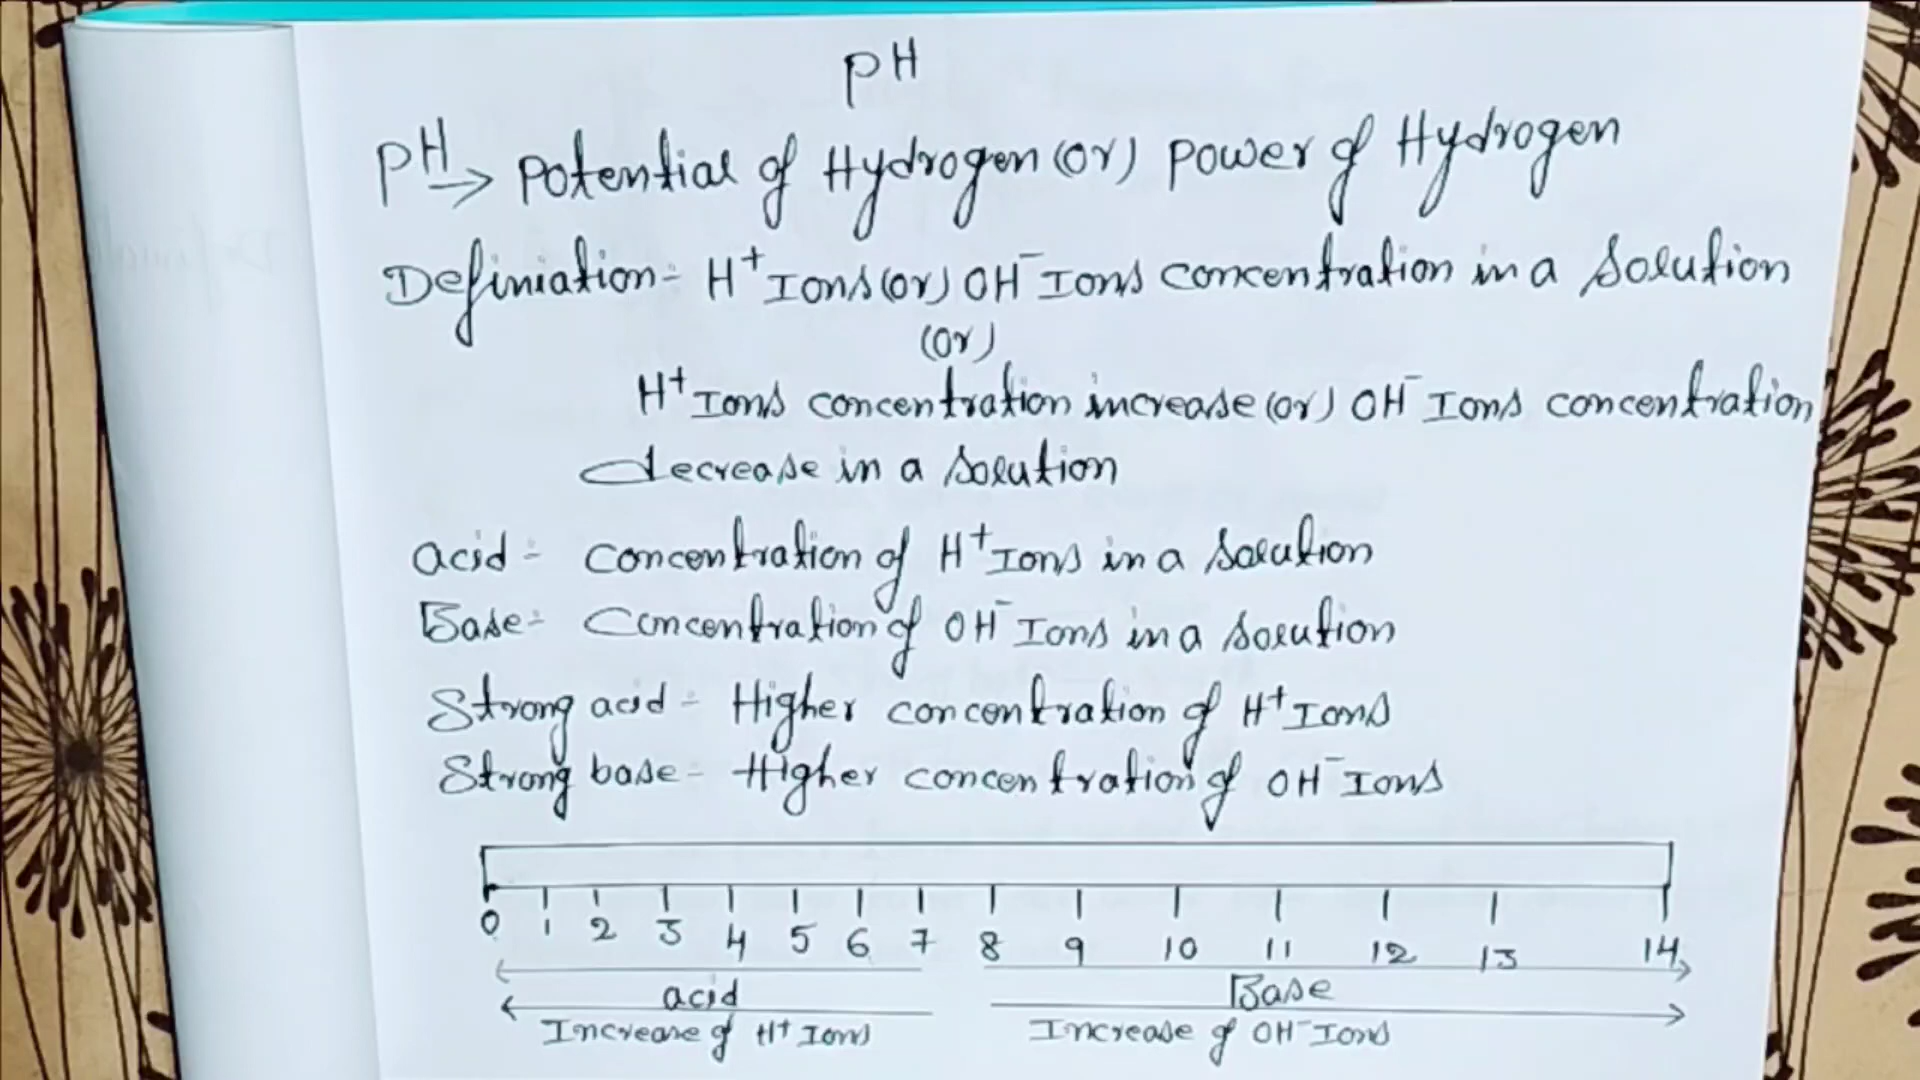 pH
pH → Potential of Hydrogen (or) Power of Hydrogen
Definiation:- H⁺ Ions (or) OH⁻ Ions concentration in a Solution
(or)
H⁺ Ions concentration increase (or) OH⁻ Ions concentration
decrease in a solution
acid:- concentration of H⁺ Ions in a Solution
Base:- Concentration of OH⁻ Ions in a Solution
Strong acid:- Higher concentration of H⁺ Ions
Strong base:- Higher concentration of OH⁻ Ions
0 1 2 3 4 5 6 7 8 9 10 11 12 13 14
acid Base
Increase of H⁺ Ions Increase of OH⁻ Ions